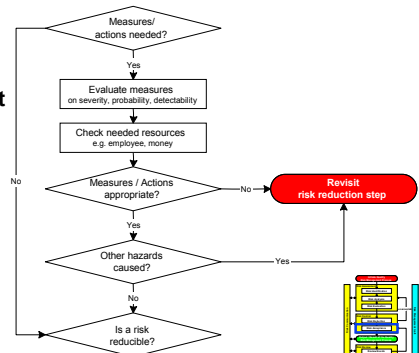 Measures/
actions needed?
Yes
t
Evaluate measures
on severity, probability, detectability
Check needed resources
e.g. employee, money
No
Measures / Actions
appropriate?
No
Revisit
risk reduction step
Yes
Other hazards
caused?
Yes
No
Is a risk
reducible?